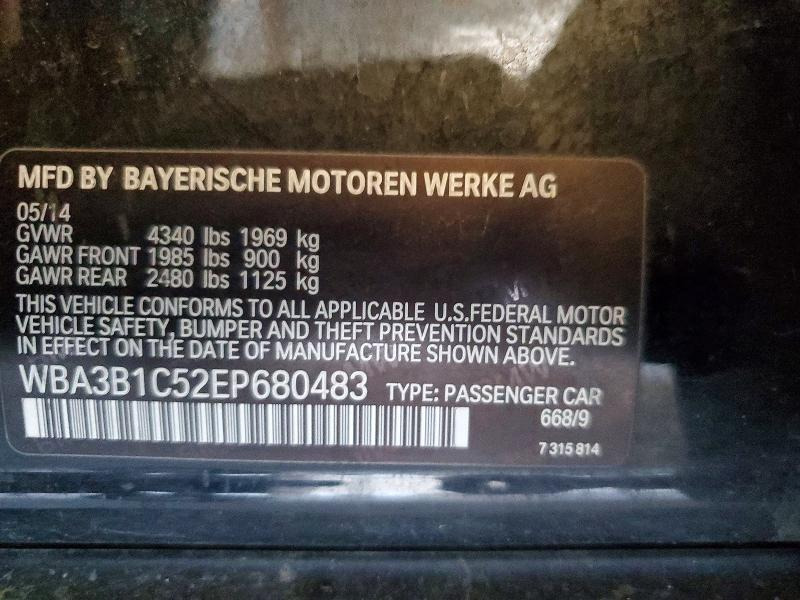 MFD BY BAYERISCHE MOTOREN WERKE AG
05/14
GVWR 4340 lbs 1969 kg
GAWR FRONT 1985 lbs 900 kg
GAWR REAR 2480 lbs 1125 kg
THIS VEHICLE CONFORMS TO ALL APPLICABLE U.S.FEDERAL MOTOR
VEHICLE SAFETY, BUMPER AND THEFT PREVENTION STANDARDS
IN EFFECT ON THE DATE OF MANUFACTURE SHOWN ABOVE.
WBA3B1C52EP680483 TYPE: PASSENGER CAR
668/9
7 315 814